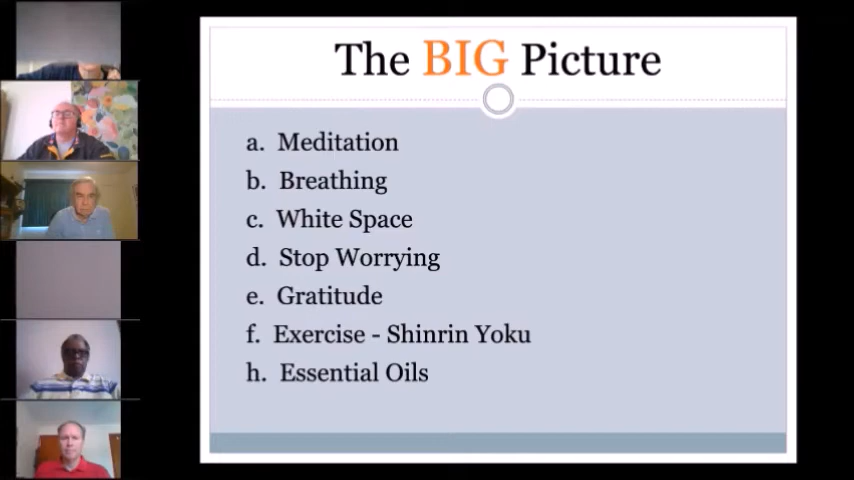 The BIG Picture
a. Meditation
b. Breathing
c. White Space
d. Stop Worrying
e. Gratitude
f. Exercise - Shinrin Yoku
h. Essential Oils